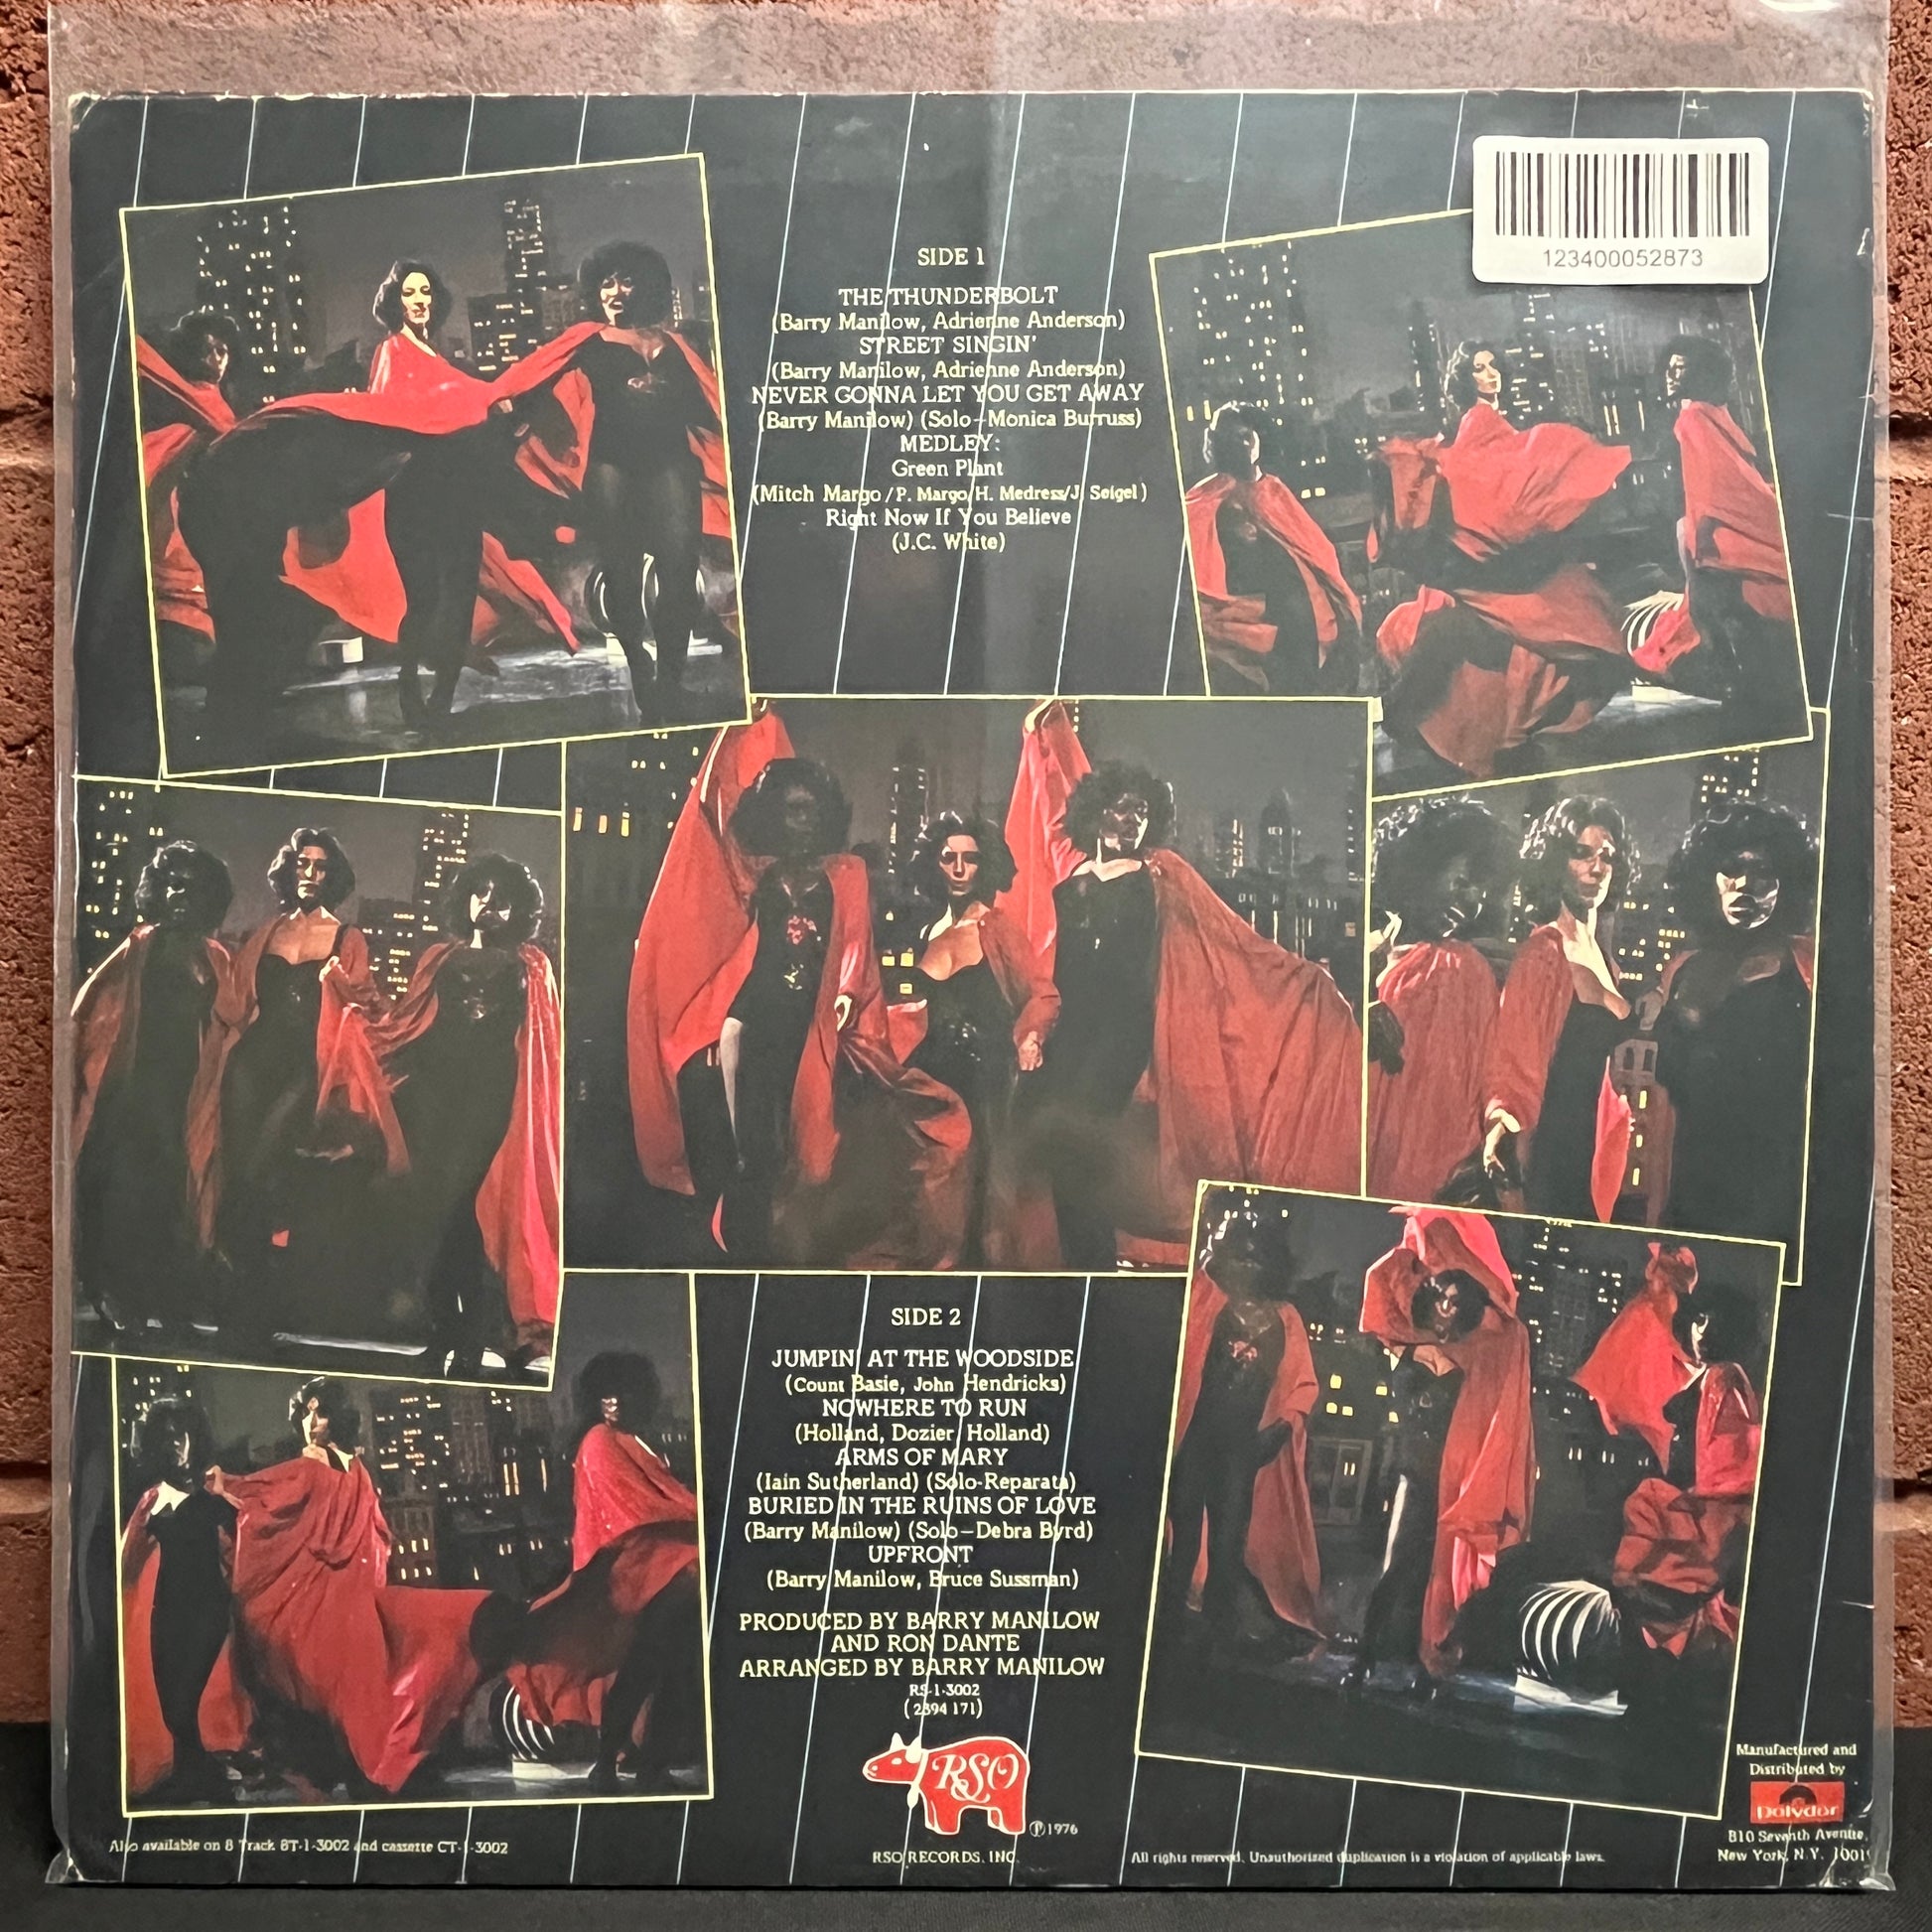 123400052873
SIDE 1
THE THUNDERBOLT
(Barry Manilow, Adrienne Anderson)
STREET SINGIN'
(Barry Manilow, Adrienne Anderson)
NEVER GONNA LET YOU GET AWAY
(Barry Manilow) (Solo-Monica Burruss)
MEDLEY:
Green Plant
(Mitch Margo/P. Margo/H. Medress/J. Seigel)
Right Now If You Believe
(J.C. White)
SIDE 2
JUMPIN' AT THE WOODSIDE
(Count Basie, John Hendricks)
NOWHERE TO RUN
(Holland, Dozier, Holland)
ARMS OF MARY
(Iain Sutherland) (Solo-Reparata)
BURIED IN THE RUINS OF LOVE
(Barry Manilow) (Solo-Debra Byrd)
UPFRONT
(Barry Manilow, Bruce Sussman)
PRODUCED BY BARRY MANILOW
AND RON DANTE
ARRANGED BY BARRY MANILOW
RS-1-3002
(2394 171)
RSO
Ⓟ1976
RSO RECORDS, INC.
Also available on 8 Track 8T-1-3002 and cassette CT-1-3002
All rights reserved. Unauthorized duplication is a violation of applicable laws.
Manufactured and
Distributed by
Polydor
810 Seventh Avenue,
New York, N.Y. 10019